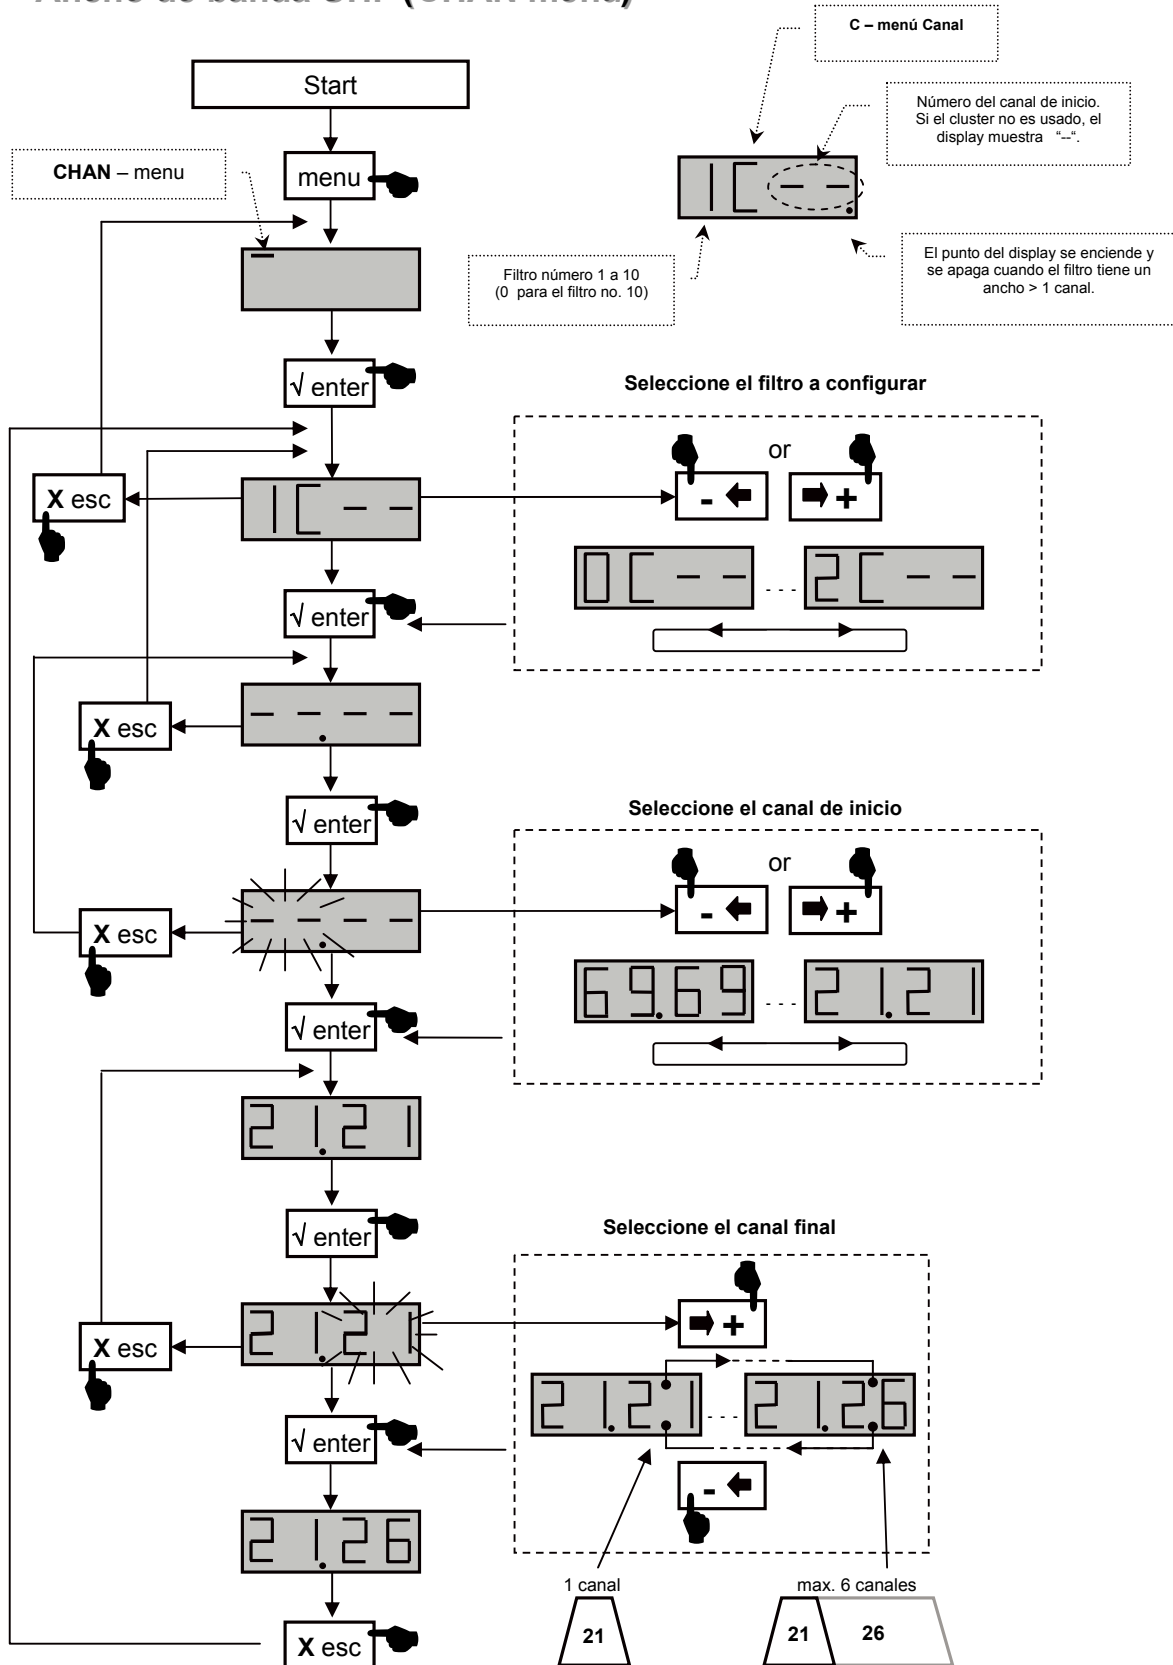 Ancho de banda UHF (CHAN menu)
C – menú Canal
Start
Número del canal de inicio.
Si el cluster no es usado, el
display muestra "--".
CHAN – menu
menu
1C --.
Filtro número 1 a 10
(0 para el filtro no. 10)
El punto del display se enciende y
se apaga cuando el filtro tiene un
ancho > 1 canal.
√ enter
Seleccione el filtro a configurar
or
X esc
1C --
- +
0C -- ... 2C --
√ enter
X esc
--.--
√ enter
Seleccione el canal de inicio
or
X esc
--.--
- +
69.69 ... 21.21
√ enter
21.21
√ enter
Seleccione el canal final
X esc
21.21
+
21.21 ... 21.26
√ enter
-
21.26
1 canal
max. 6 canales
X esc
21
21 26